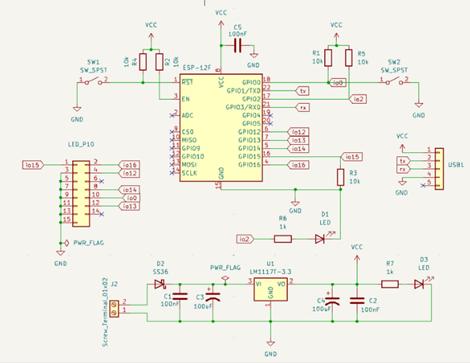 VCC
VCC
VCC
C5
100nF
GND
SW1
SW_SPST
10k
R4
R2
10k
ESP-12F
VCC
R1
10k
R5
10k
SW2
SW_SPST
GND
GND
RST
EN
ADC
CS0
MISO
GPIO9
GPIO10
MOSI
SCLK
GND
GPIO0
GPIO1/TXD
GPIO2
GPIO3/RXD
GPIO4
GPIO5
GPIO12
GPIO13
GPIO14
GPIO15
GPIO16
io0
tx
io2
rx
io12
io13
io14
io15
io16
LED_P10
io15
io16
io12
io14
io0
io13
PWR_FLAG
GND
VCC
tx
rx
GND
USB1
R3
10k
GND
io2
R6
1k
D1
LED
J2
Screw_Terminal_01x02
D2
SS36
C1
100nF
C3
100uF
PWR_FLAG
U1
LM1117T-3.3
VI
VO
GND
GND
VCC
C4
100uF
C2
100nF
R7
1k
D3
LED